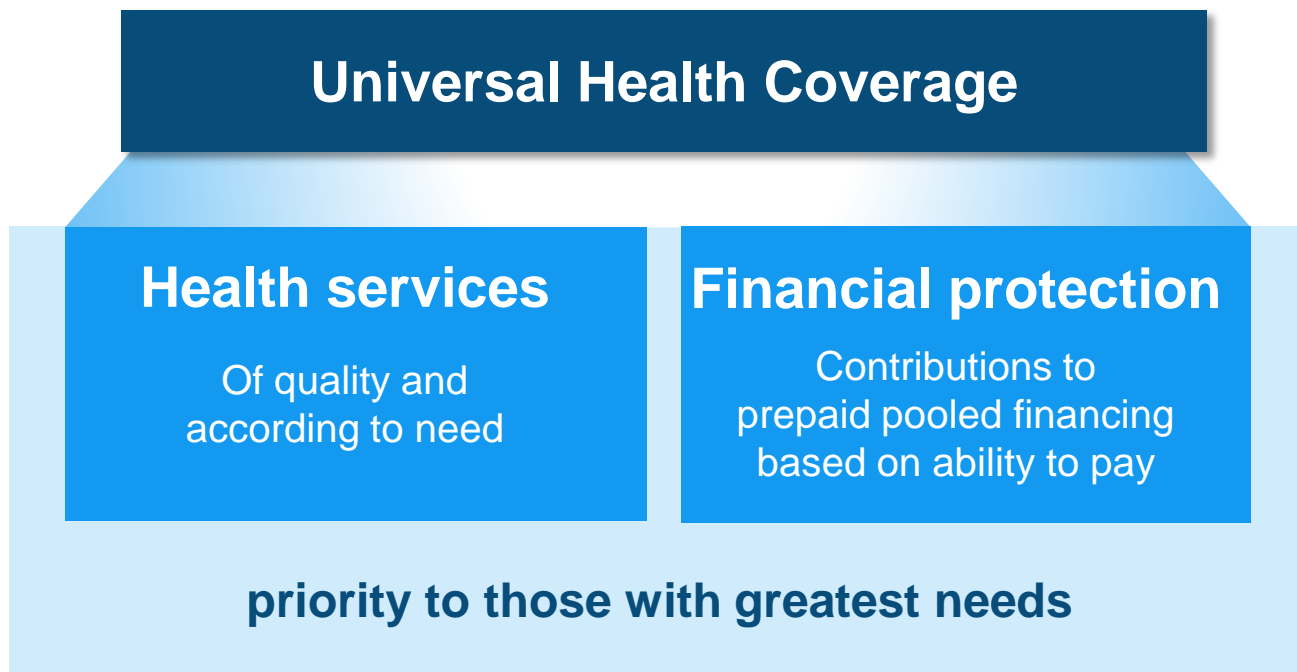 Universal Health Coverage
Health services
Of quality and
according to need
Financial protection
Contributions to
prepaid pooled financing
based on ability to pay
priority to those with greatest needs